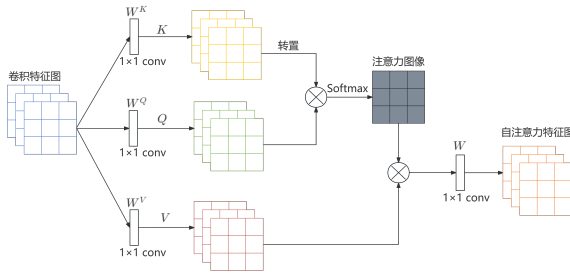 W^K
K
1×1 conv
转置
卷积特征图
注意力图像
Softmax
W^Q
Q
1×1 conv
自注意力特征图
W
1×1 conv
W^V
V
1×1 conv